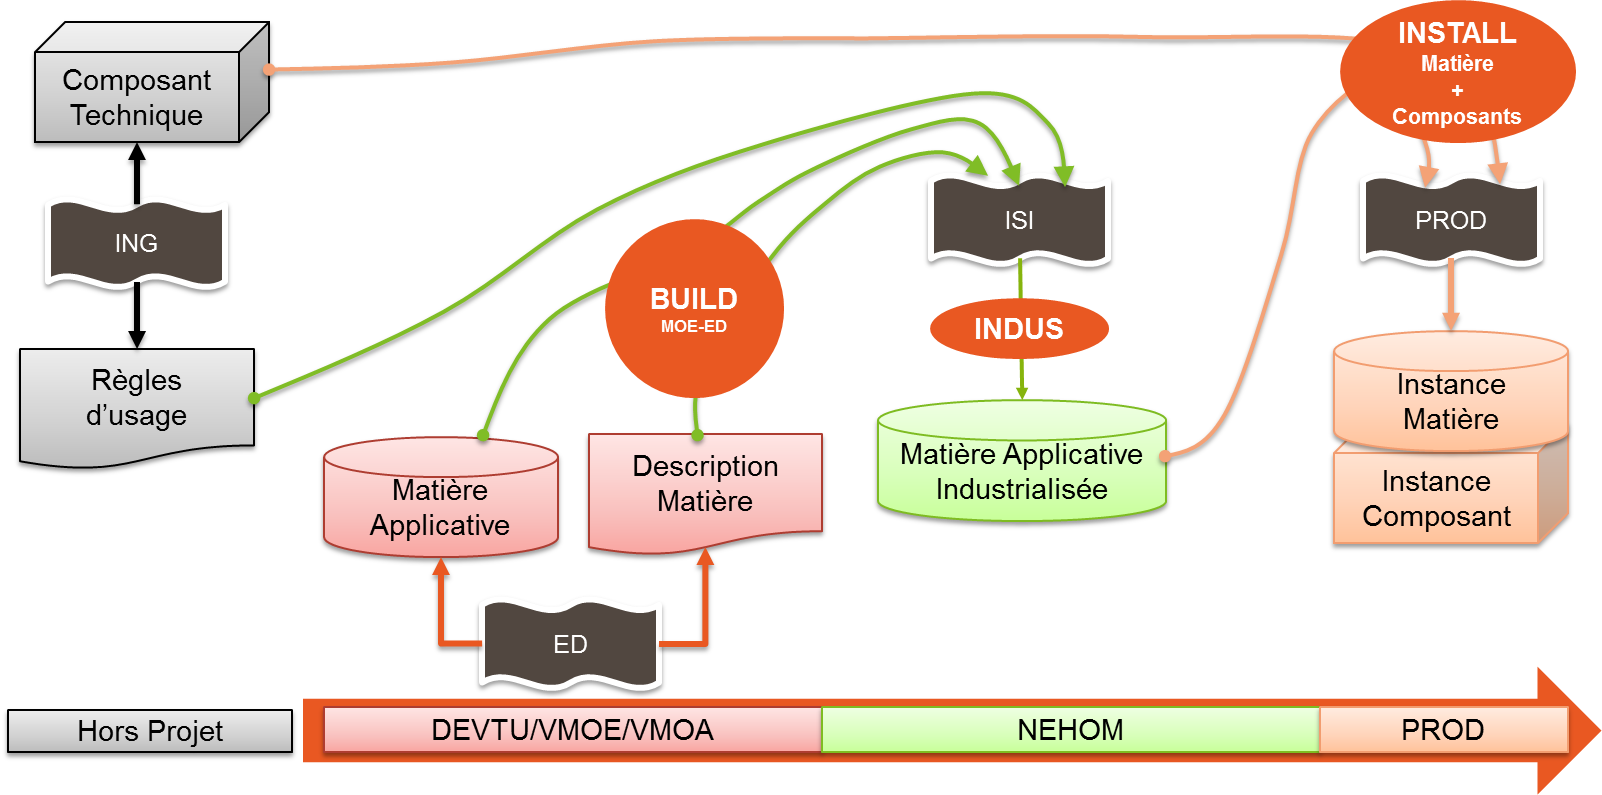 Composant
Technique
ING
Règles
d’usage
BUILD
MOE-ED
Matière
Applicative
Description
Matière
ED
ISI
INDUS
Matière Applicative
Industrialisée
INSTALL
Matière
+
Composants
PROD
Instance
Matière
Instance
Composant
Hors Projet
DEVTU/VMOE/VMOA
NEHOM
PROD